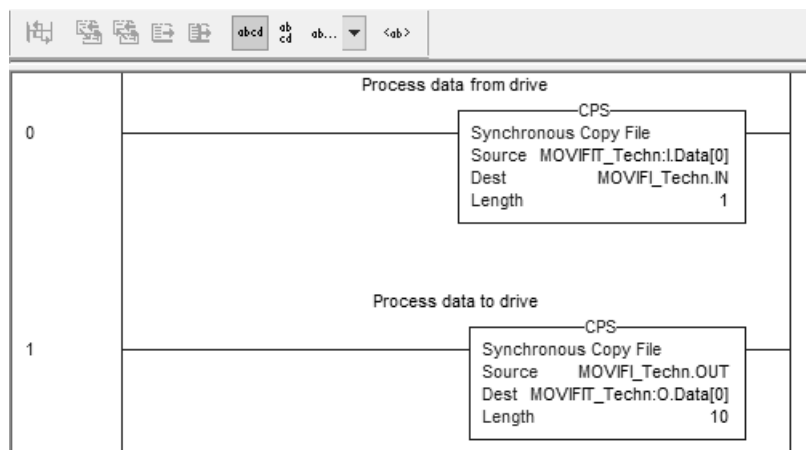 abcd ab cd ab... <ab>
Process data from drive
CPS
0
Synchronous Copy File
Source MOVIFIT_Techn:I.Data[0]
Dest MOVIFI_Techn.IN
Length 1
Process data to drive
CPS
1
Synchronous Copy File
Source MOVIFI_Techn.OUT
Dest MOVIFIT_Techn:O.Data[0]
Length 10